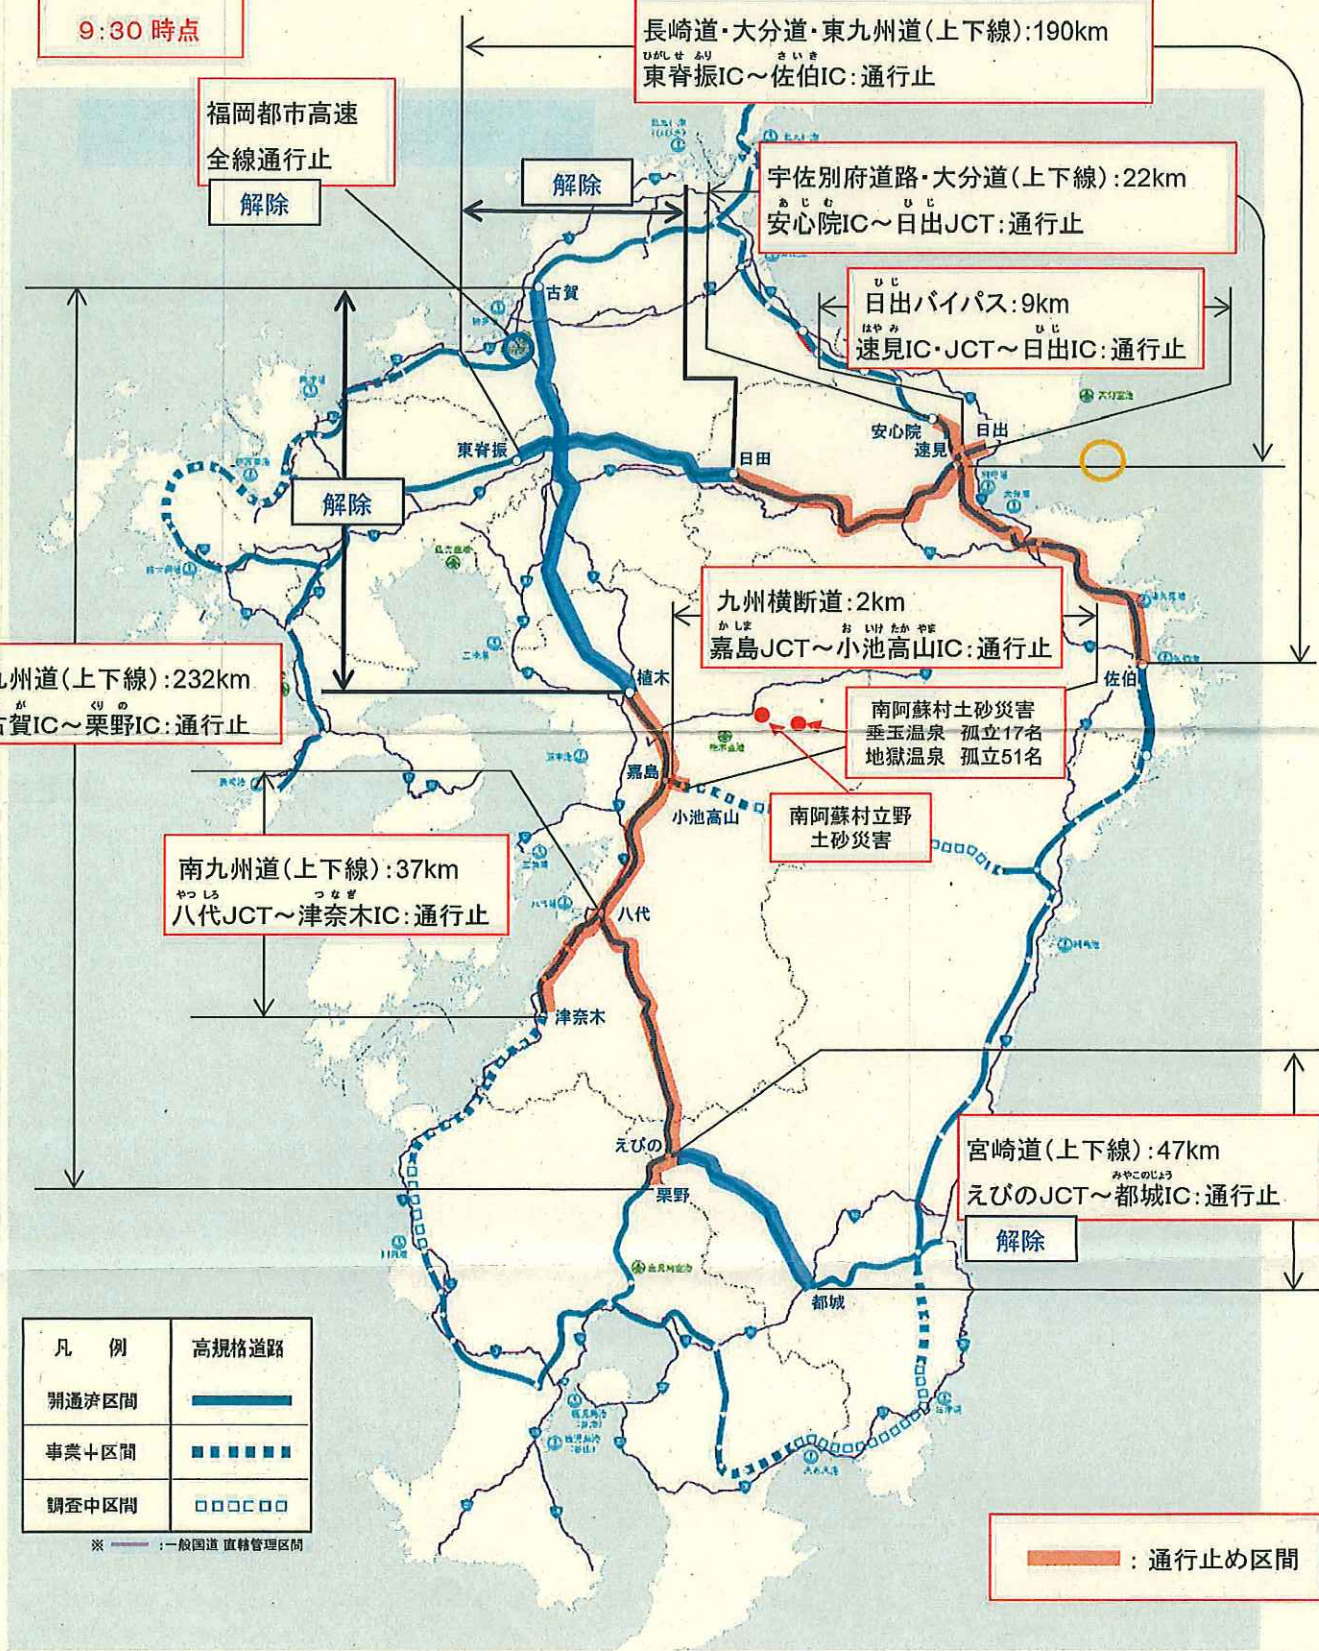 9:30 時点
長崎道・大分道・東九州道(上下線):190km
ひがしせ ふり さいき
東脊振IC～佐伯IC:通行止
福岡都市高速
全線通行止
解除
解除
宇佐別府道路・大分道(上下線):22km
あじむ ひじ
安心院IC～日出JCT:通行止
ひじ
日出バイパス:9km
はやみ ひじ
速見IC・JCT～日出IC:通行止
古賀
大分空港
安心院
日出
速見
東脊振
日田
解除
九州横断道:2km
かしま お いけ たか やま
嘉島JCT～小池高山IC:通行止
九州道(上下線):232km
が くりの
古賀IC～栗野IC:通行止
植木
佐伯
南阿蘇村土砂災害
垂玉温泉 孤立17名
地獄温泉 孤立51名
嘉島
小池高山
南阿蘇村立野
土砂災害
南九州道(上下線):37km
やつしろ つなぎ
八代JCT～津奈木IC:通行止
八代
津奈木
えびの
栗野
宮崎道(上下線):47km
みやこのじょう
えびのJCT～都城IC:通行止
解除
鹿児島空港
都城
凡 例 高規格道路
開通済区間
事業中区間
調査中区間
※ :一般国道 直轄管理区間
:通行止め区間